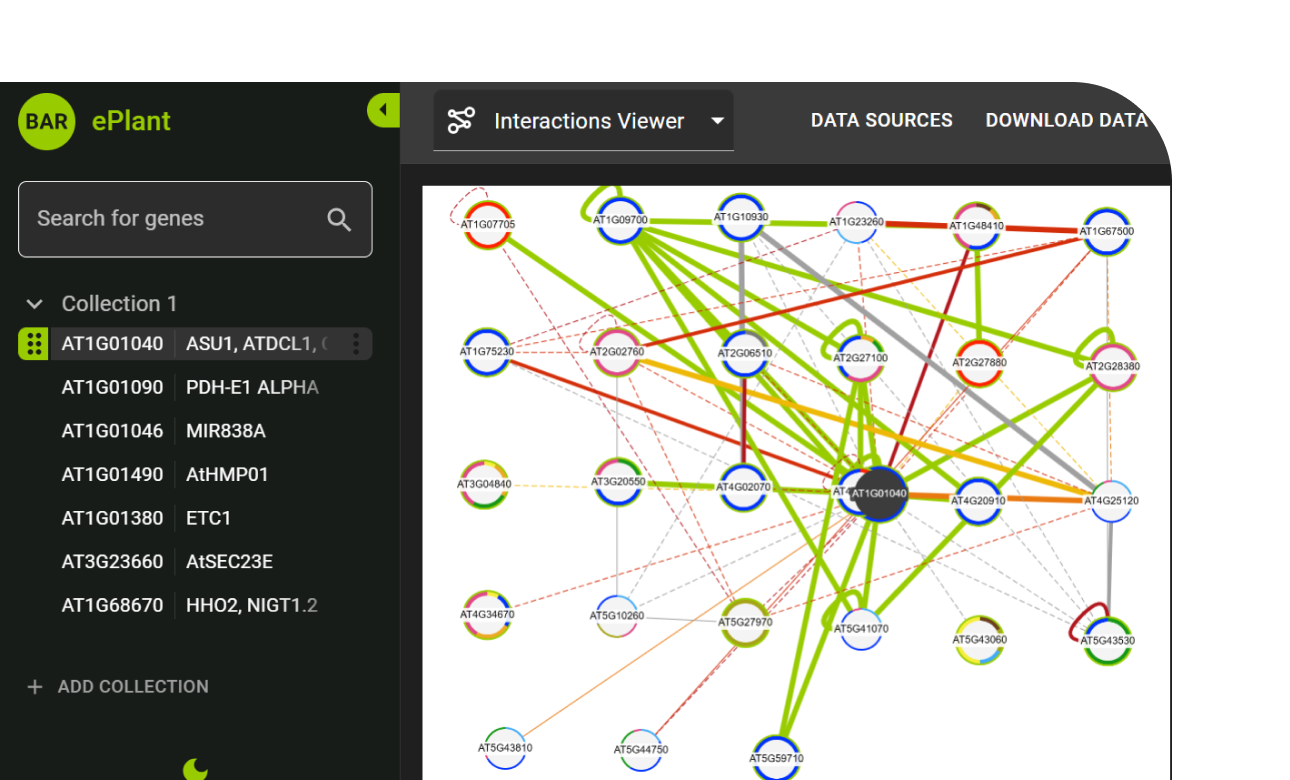 BAR ePlant
Interactions Viewer
DATA SOURCES DOWNLOAD DATA
Search for genes
Collection 1
AT1G01040 ASU1, ATDCL1,
AT1G01090 PDH-E1 ALPHA
AT1G01046 MIR838A
AT1G01490 AtHMP01
AT1G01380 ETC1
AT3G23660 AtSEC23E
AT1G68670 HHO2, NIGT1.2
+ ADD COLLECTION
AT1G07705 AT1G09700 AT1G10930 AT1G23260 AT1G48410 AT1G67500
AT1G75230 AT2G02760 AT2G06510 AT2G27100 AT2G27880 AT2G28380
AT3G04840 AT3G20550 AT4G02070 AT1G01040 AT4G20910 AT4G25120
AT4G34670 AT5G10260 AT5G27970 AT5G41070 AT5G43060 AT5G43530
AT5G43810 AT5G44750 AT5G59710